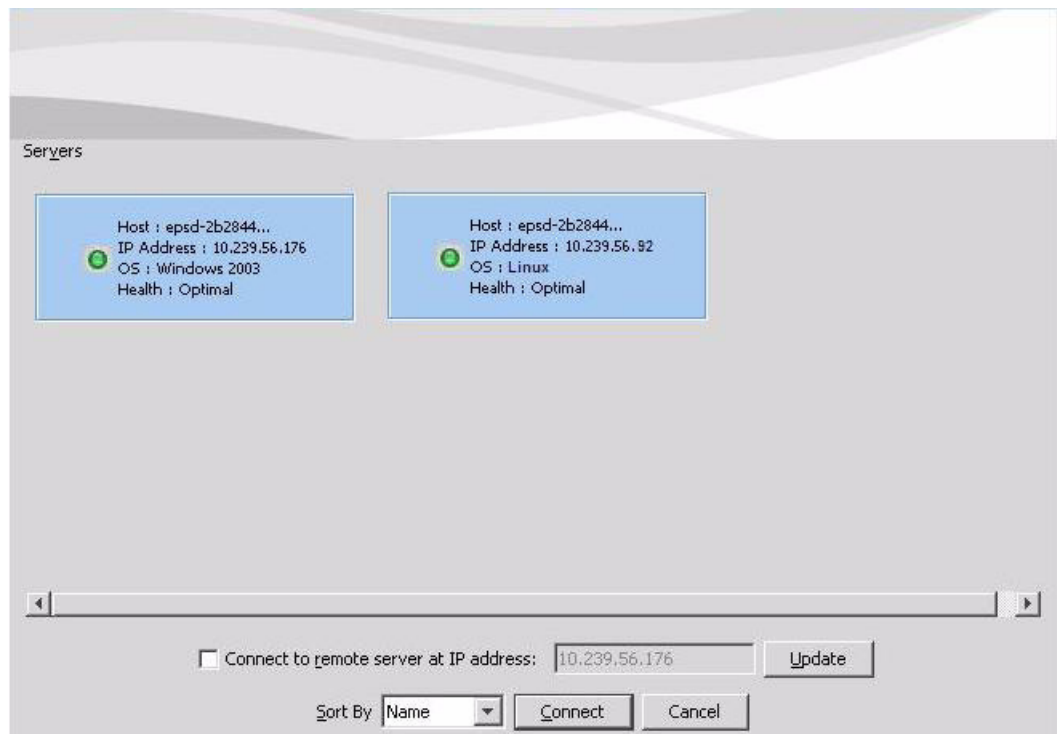 Servers
Host : epsd-2b2844...
IP Address : 10.239.56.176
OS : Windows 2003
Health : Optimal
Host : epsd-2b2844...
IP Address : 10.239.56.92
OS : Linux
Health : Optimal
Connect to remote server at IP address: 10.239.56.176 Update
Sort By Name Connect Cancel